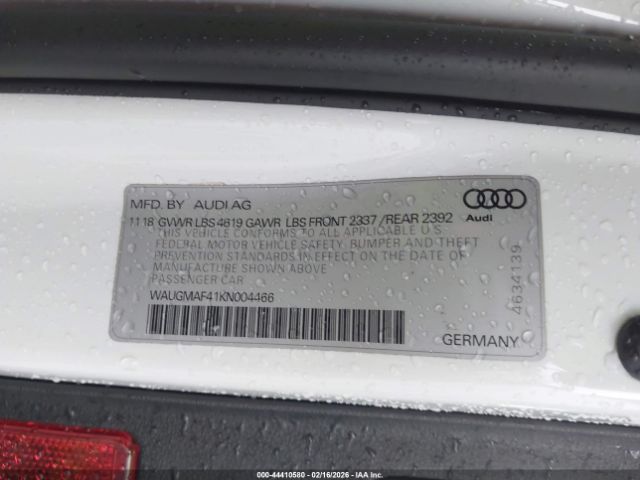 MFD. BY AUDI AG
11 18 GVWR LBS 4619 GAWR LBS FRONT 2337 / REAR 2392
THIS VEHICLE CONFORMS TO ALL APPLICABLE U S
FEDERAL MOTOR VEHICLE SAFETY, BUMPER AND THEFT
PREVENTION STANDARDS IN EFFECT ON THE DATE OF
MANUFACTURE SHOWN ABOVE
PASSENGER CAR
WAUGMAF41KN004466
Audi
4634139
GERMANY
000-44410580 - 02/16/2026 - IAAI.COM